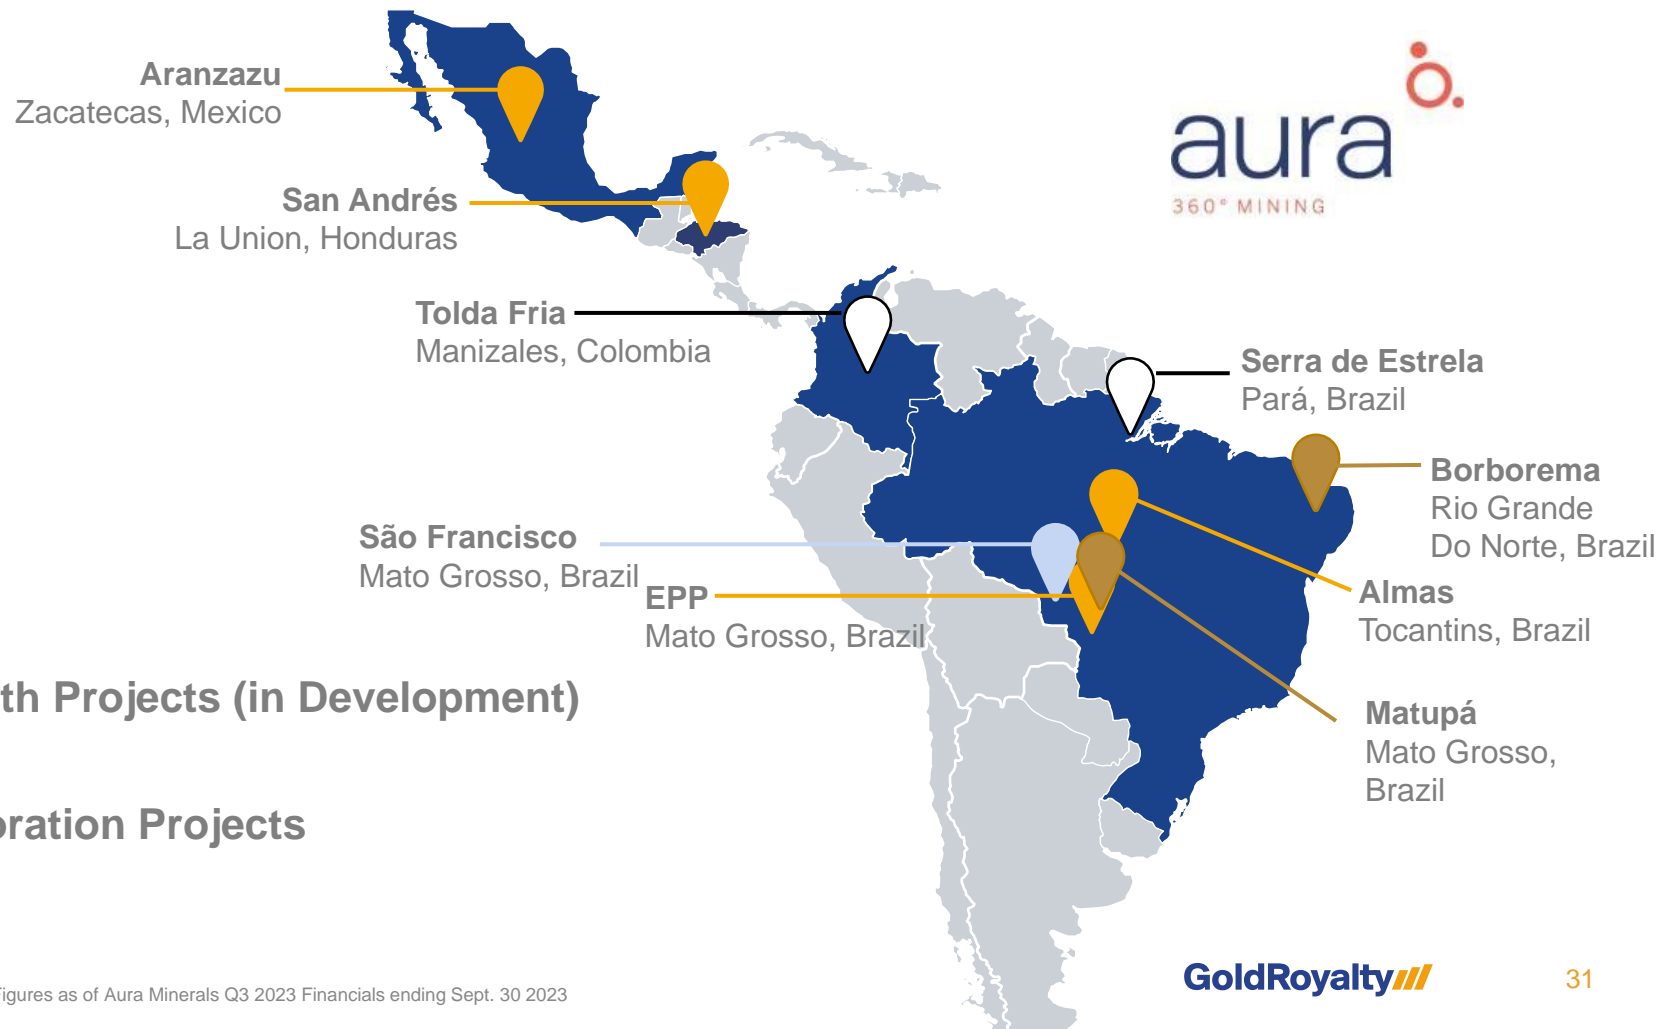 Aranzazu
Zacatecas, Mexico
aura
360° MINING
San Andrés
La Union, Honduras
Tolda Fria
Manizales, Colombia
Serra de Estrela
Pará, Brazil
Borborema
Rio Grande
Do Norte, Brazil
São Francisco
Mato Grosso, Brazil
EPP
Mato Grosso, Brazil
Almas
Tocantins, Brazil
th Projects (in Development)
Matupá
Mato Grosso,
Brazil
oration Projects
Figures as of Aura Minerals Q3 2023 Financials ending Sept. 30 2023
GoldRoyalty
31